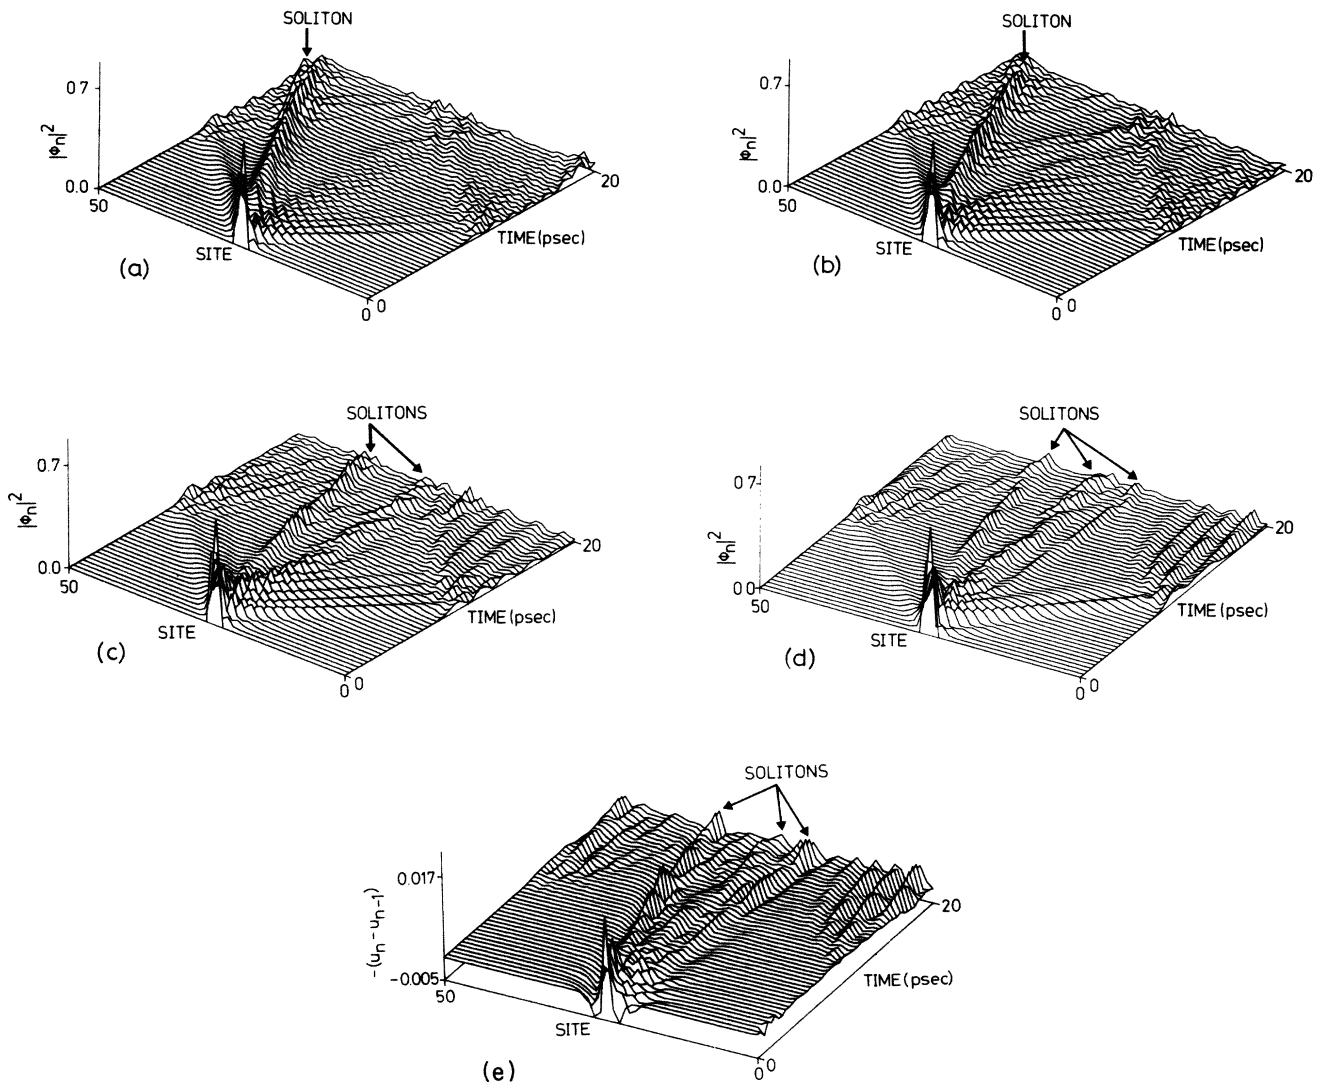 SOLITON
0.7
|Φn|²
0.0
50
SITE
0
0
TIME (psec)
20
(a)
SOLITON
0.7
|Φn|²
0.0
50
SITE
0
0
TIME (psec)
20
(b)
SOLITONS
0.7
|Φn|²
0.0
50
SITE
0
0
TIME (psec)
20
(c)
SOLITONS
0 7
|Φn|²
0 0
50
SITE
0
0
TIME (psec)
20
(d)
SOLITONS
0.017
-(un - un-1)
-0.005
50
SITE
0
0
TIME (psec)
20
(e)